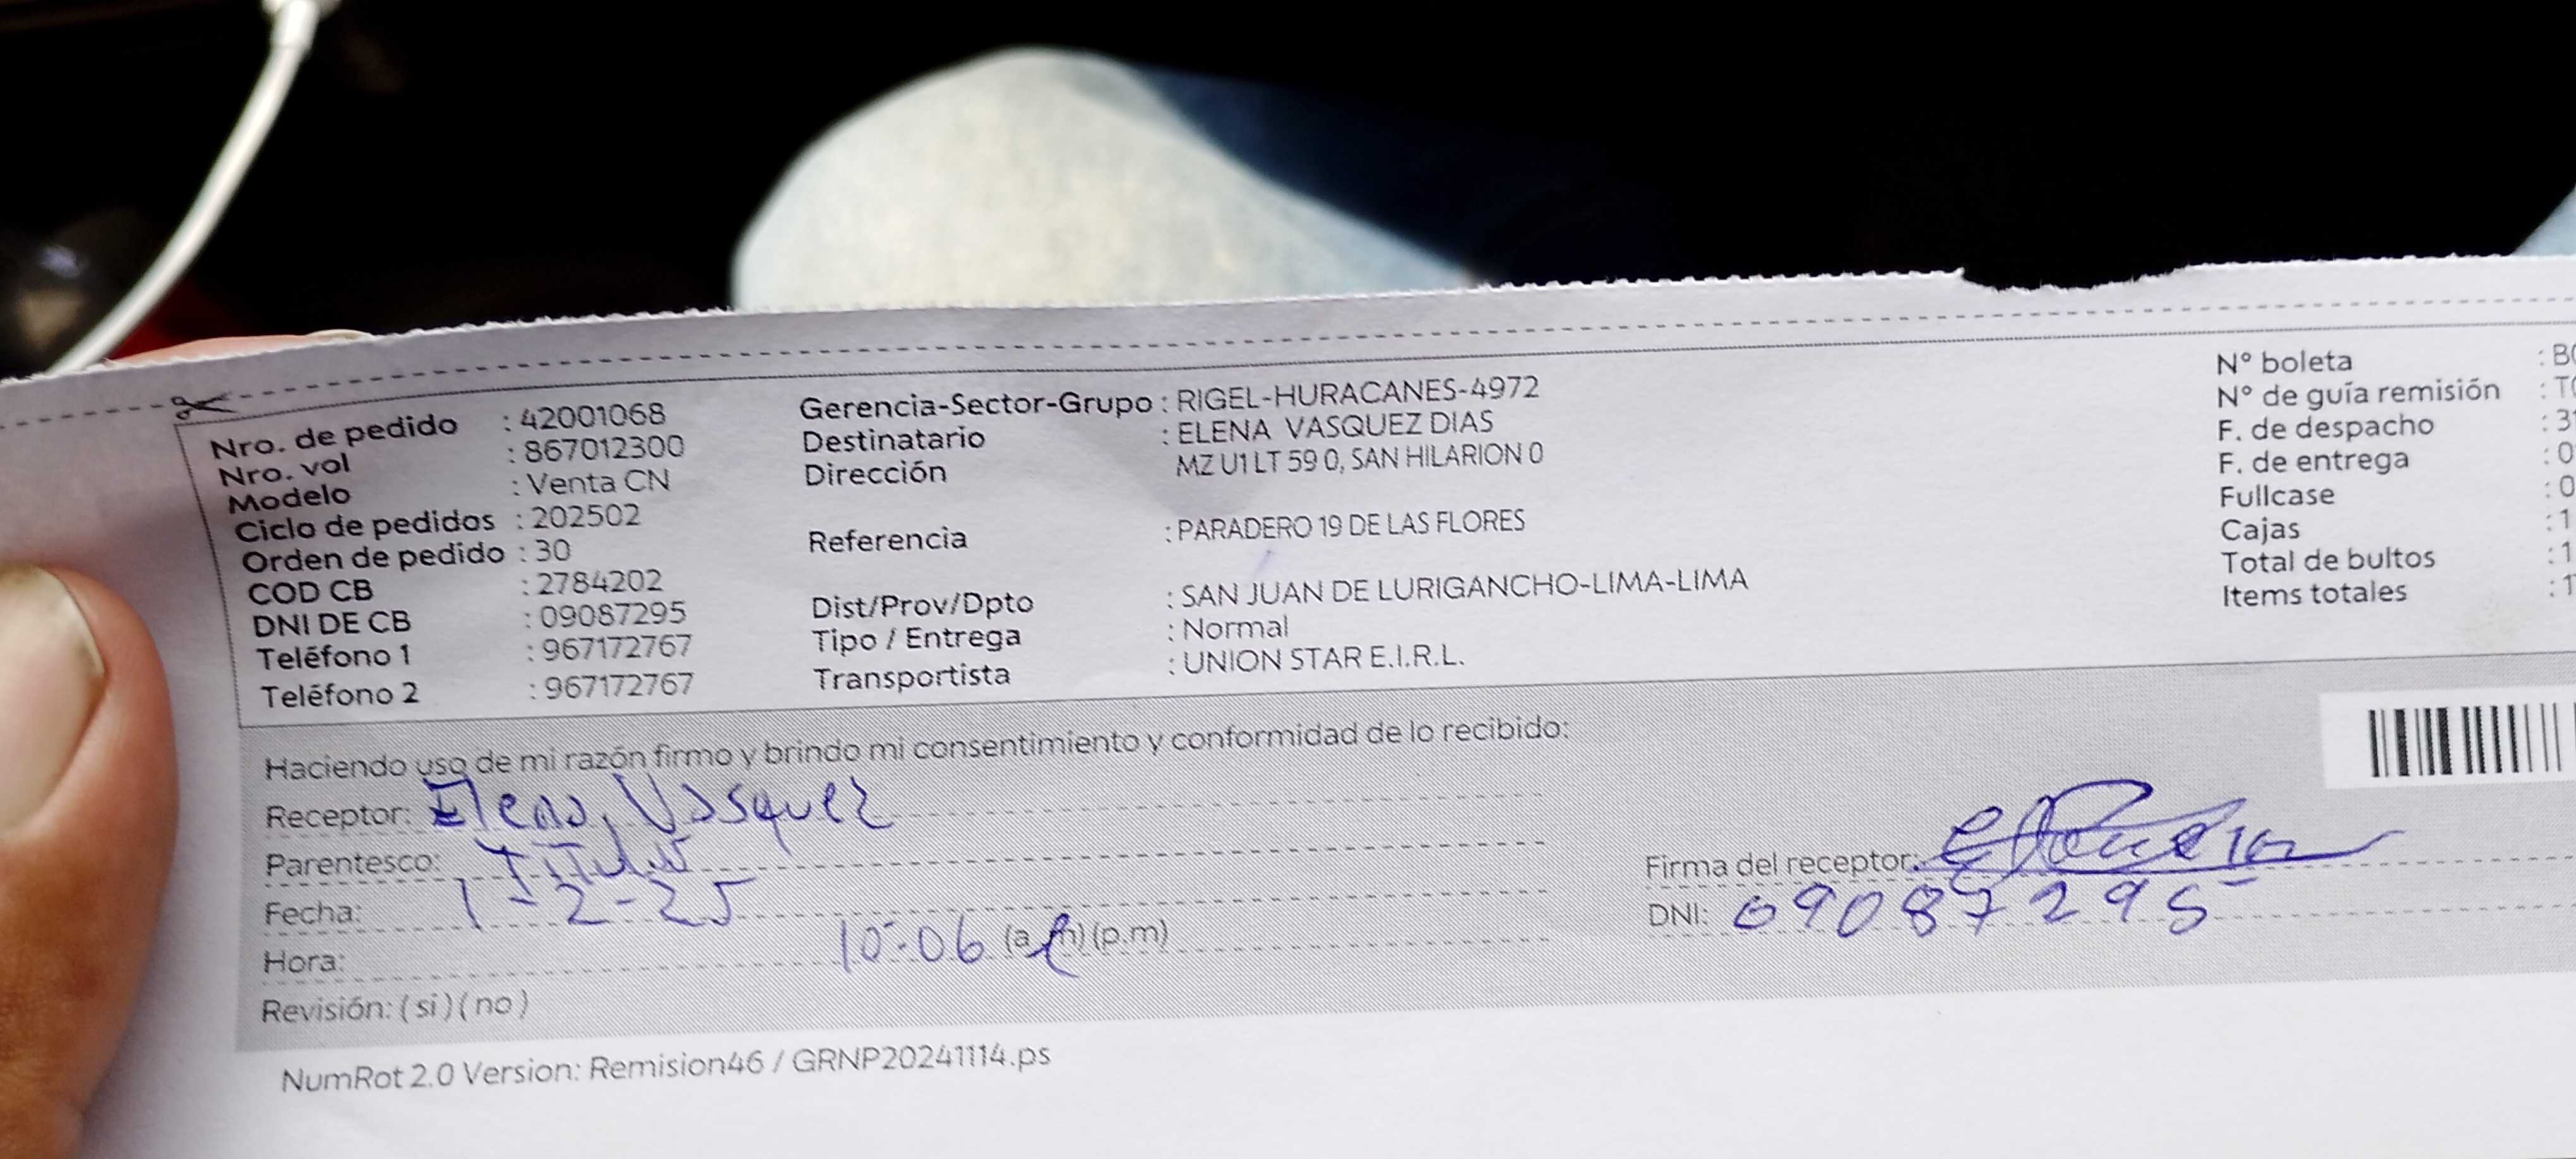 Nro. de pedido : 42001068
Nro. vol : 867012300
Modelo : Venta CN
Ciclo de pedidos : 202502
Orden de pedido : 30
COD CB : 2784202
DNI DE CB : 09087295
Teléfono 1 : 967172767
Teléfono 2 : 967172767
Gerencia-Sector-Grupo : RIGEL-HURACANES-4972
Destinatario : ELENA VASQUEZ DIAS
Dirección MZ U1 LT 59 0, SAN HILARION 0
Referencia : PARADERO 19 DE LAS FLORES
Dist/Prov/Dpto : SAN JUAN DE LURIGANCHO-LIMA-LIMA
Tipo / Entrega : Normal
Transportista : UNION STAR E.I.R.L.
N° boleta
N° de guía remisión
F. de despacho
F. de entrega
Fullcase
Cajas
Total de bultos
Items totales
Haciendo uso de mi razón firmo y brindo mi consentimiento y conformidad de lo recibido:
Receptor: Elena Vasquez
Parentesco: Titular
Fecha: 1-2-25
Hora: 10:06 (a.m) (p.m)
Revisión: ( si ) ( no )
Firma del receptor:
DNI: 09087295
NumRot 2.0 Version: Remision46 / GRNP20241114.ps